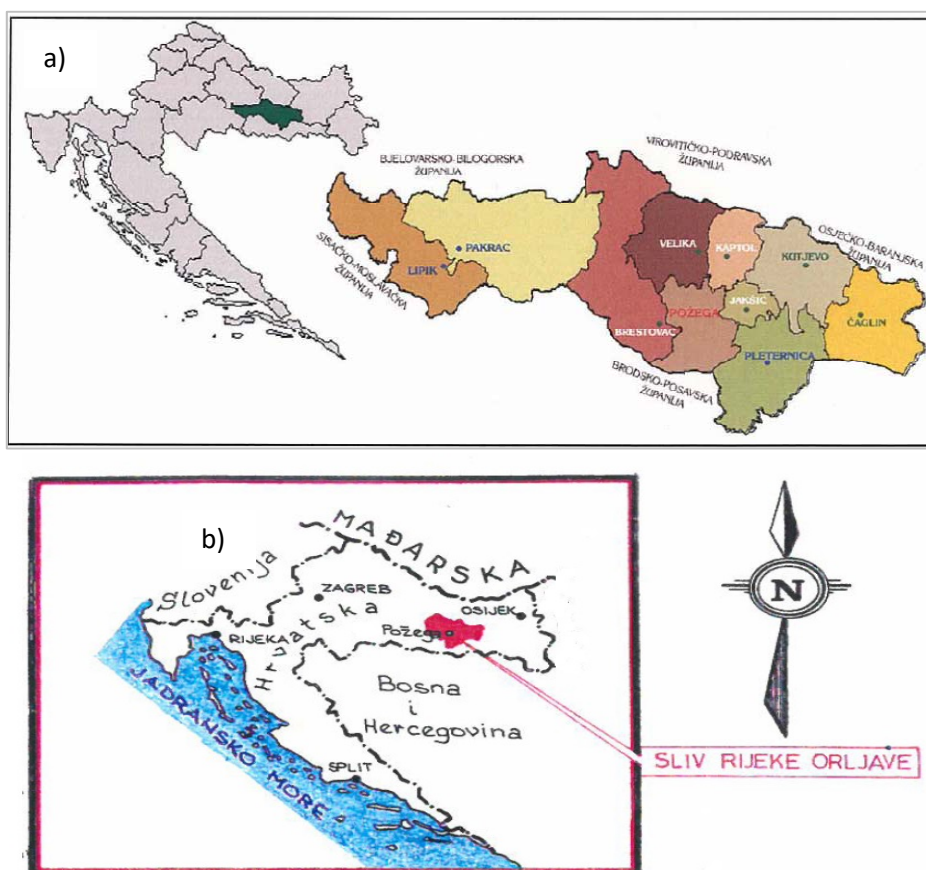 a)
BJELOVARSKO-BILOGORSKA
ŽUPANIJA
VIROVITIČKO-PODRAVSKA
ŽUPANIJA
SISAČKO-MOSLAVAČKA
ŽUPANIJA
OSJEČKO-BARANJSKA
ŽUPANIJA
PAKRAC
LIPIK
VELIKA
KAPTOL
KUTJEVO
BRESTOVAC
POŽEGA
JAKŠIĆ
ČAGLIN
PLETERNICA
BRODSKO-POSAVSKA
ŽUPANIJA
b)
MAĐARSKA
Slovenija
ZAGREB
OSIJEK
Hrvatska
RIJEKA
Požega
Bosna
i
Hercegovina
JADRANSKO MORE
SPLIT
N
SLIV RIJEKE ORLJAVE